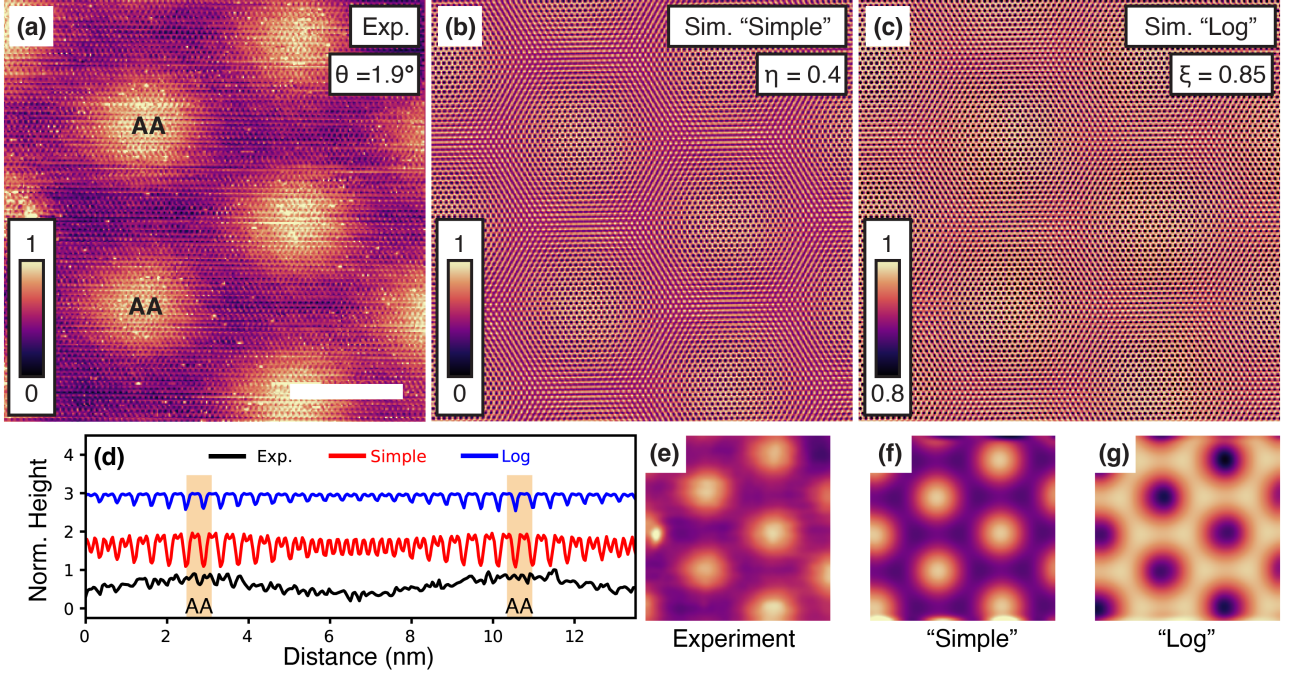 (a)
Exp.
θ =1.9°
AA
AA
1
0
(b)
Sim. “Simple”
η = 0.4
1
0
(c)
Sim. “Log”
ξ = 0.85
1
0.8
(d)
Exp.
Simple
Log
Norm. Height
4
3
2
1
0
AA
AA
0
2
4
6
8
10
12
Distance (nm)
(e)
Experiment
(f)
“Simple”
(g)
“Log”